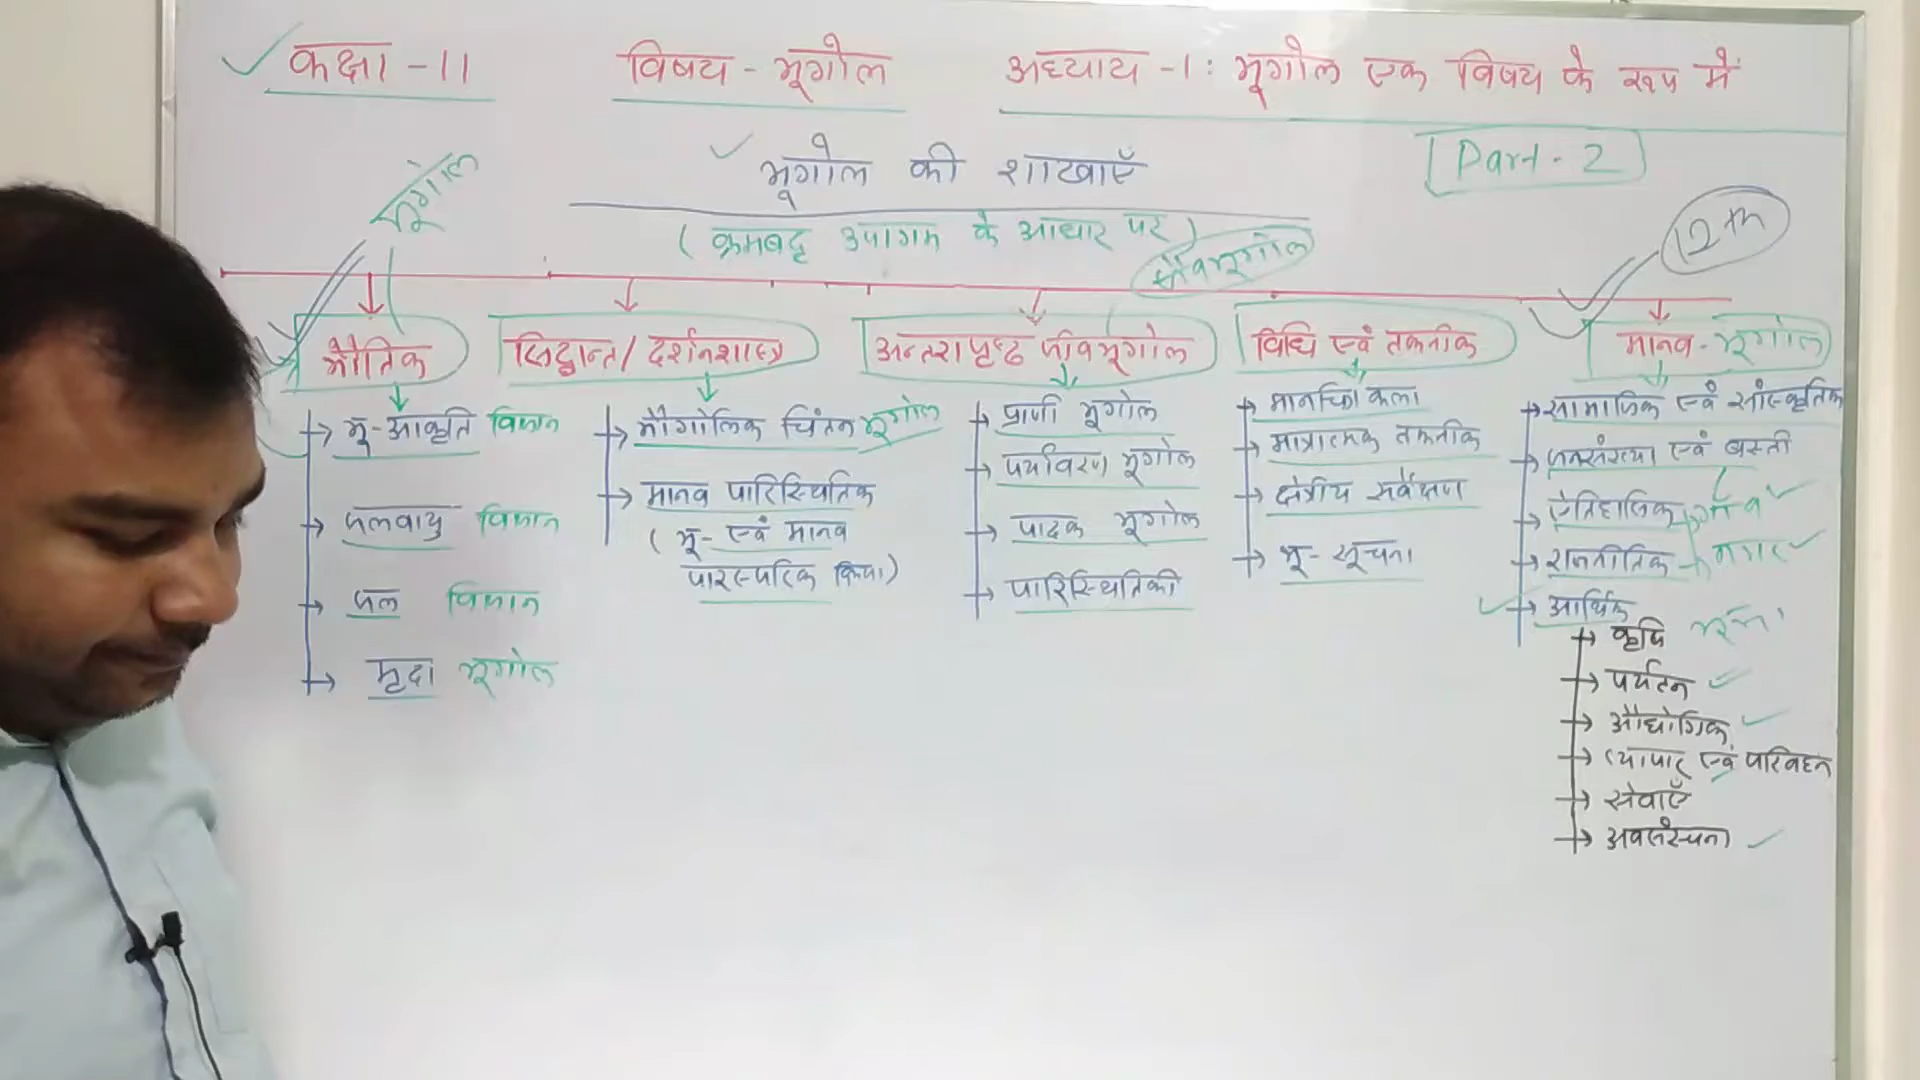 कक्षा -11 विषय - भूगोल अध्याय -1: भूगोल एक विषय के रूप में
भूगोल की शाखाएँ
Part - 2
(क्रमबद्ध उपागम के आधार पर)
भूगोल
जैवभूगोल
12th
भौतिक
भू-आकृति विज्ञान
जलवायु विज्ञान
जल विज्ञान
मृदा भूगोल
सिद्धान्त/दर्शनशास्त्र
भौगोलिक चिंतन भूगोल
मानव पारिस्थितिक
(भू- एवं मानव
पारस्परिक क्रिया)
अन्तरापृष्ठ जीवभूगोल
प्राणी भूगोल
पर्यावरण भूगोल
पादक भूगोल
पारिस्थितिकी
विधि एवं तकनीक
मानचित्र कला
मात्रात्मक तकनीक
क्षेत्रीय सर्वेक्षण
भू- सूचना
मानव-भूगोल
सामाजिक एवं सांस्कृतिक
जनसंख्या एवं बस्ती
ऐतिहासिक गाँव
राजनीतिक नगर
आर्थिक
कृषि
पर्यटन
औद्योगिक
व्यापार एवं परिवहन
सेवाएँ
अवसंरचना